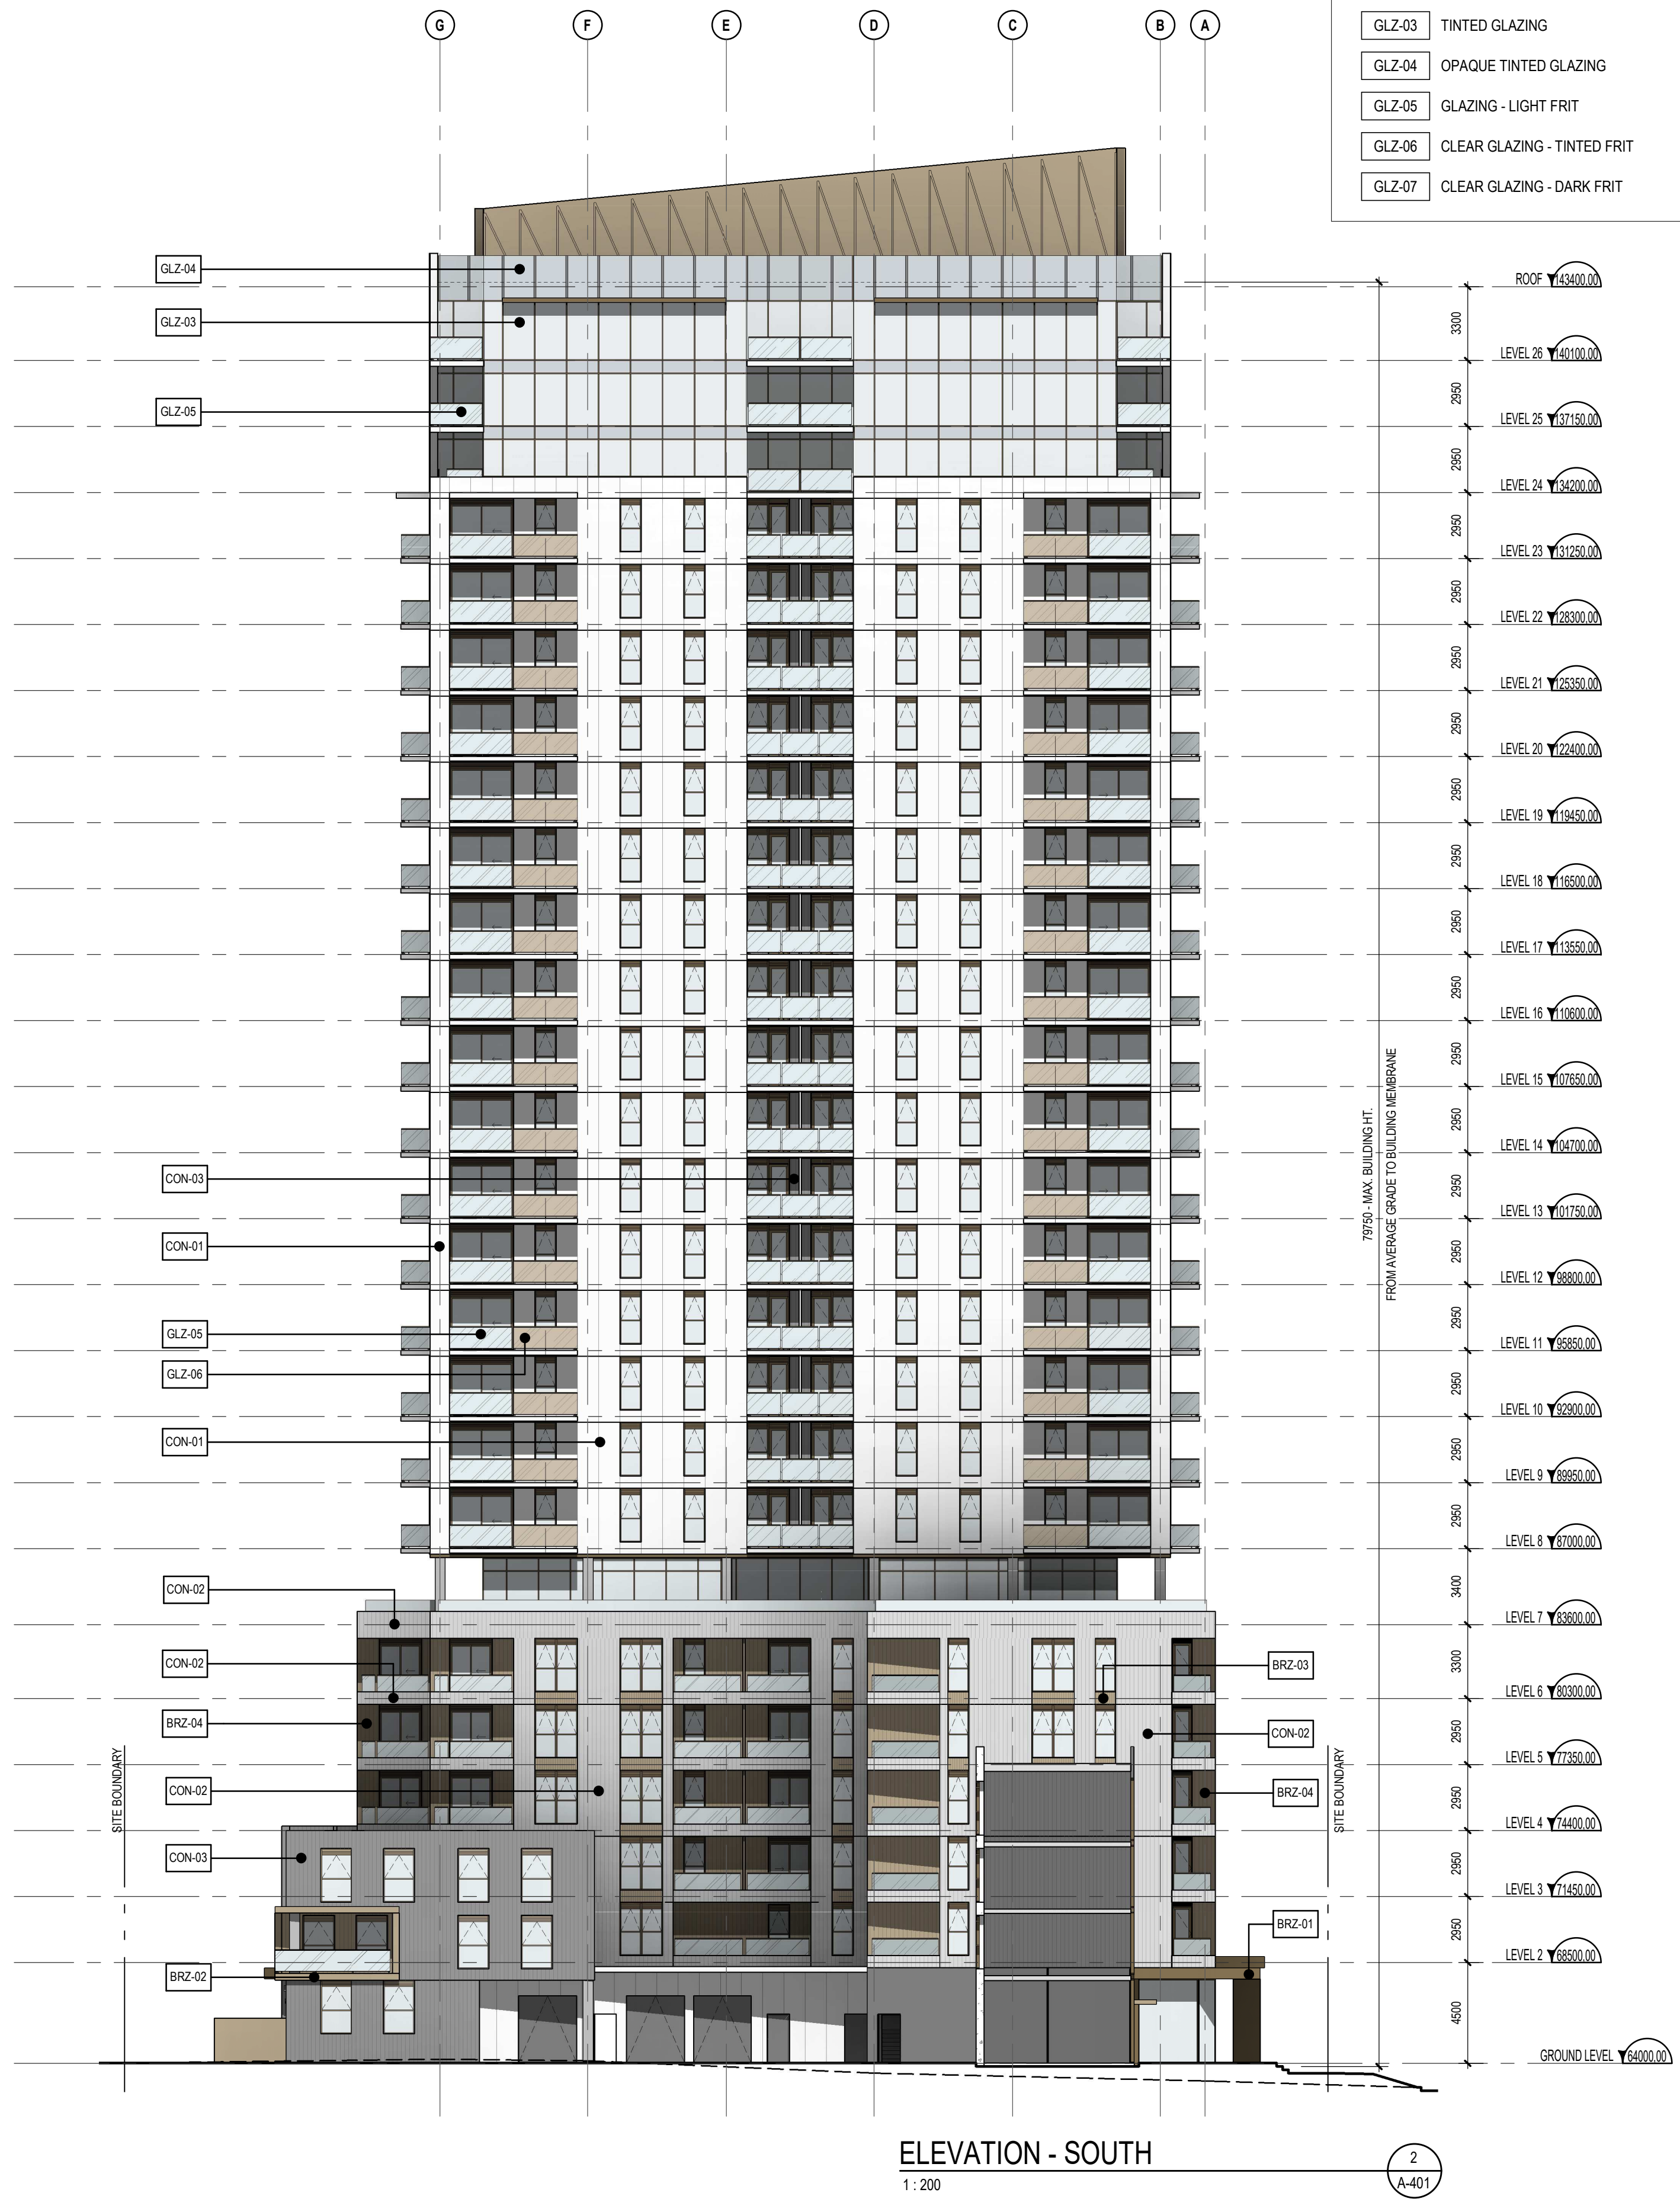 G F E D C B A
GLZ-03 TINTED GLAZING
GLZ-04 OPAQUE TINTED GLAZING
GLZ-05 GLAZING - LIGHT FRIT
GLZ-06 CLEAR GLAZING - TINTED FRIT
GLZ-07 CLEAR GLAZING - DARK FRIT
GLZ-04
ROOF 143400.00
3300
GLZ-03
LEVEL 26 140100.00
2950
GLZ-05
LEVEL 25 137150.00
2950
LEVEL 24 134200.00
2950
LEVEL 23 131250.00
2950
LEVEL 22 128300.00
2950
LEVEL 21 125350.00
2950
LEVEL 20 122400.00
2950
LEVEL 19 119450.00
2950
LEVEL 18 116500.00
2950
LEVEL 17 113550.00
2950
LEVEL 16 110600.00
2950
LEVEL 15 107650.00
2950
79750 - MAX. BUILDING HT.
FROM AVERAGE GRADE TO BUILDING MEMBRANE
LEVEL 14 104700.00
2950
CON-03
LEVEL 13 101750.00
2950
CON-01
LEVEL 12 98800.00
2950
GLZ-05
LEVEL 11 95850.00
2950
GLZ-06
LEVEL 10 92900.00
2950
CON-01
LEVEL 9 89950.00
2950
LEVEL 8 87000.00
3400
CON-02
LEVEL 7 83600.00
3300
CON-02
BRZ-03
LEVEL 6 80300.00
2950
BRZ-04
CON-02
LEVEL 5 77350.00
2950
SITE BOUNDARY
SITE BOUNDARY
CON-02
BRZ-04
LEVEL 4 74400.00
2950
CON-03
LEVEL 3 71450.00
2950
BRZ-01
LEVEL 2 68500.00
BRZ-02
4500
GROUND LEVEL 64000.00
ELEVATION - SOUTH
1 : 200
2
A-401